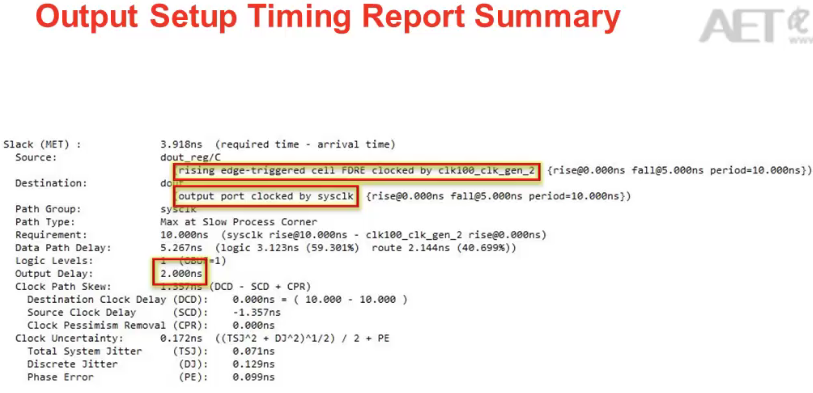 Output Setup Timing Report Summary
AET
www
Slack (MET) : 3.918ns (required time - arrival time)
Source: dout_reg/C
rising edge-triggered cell FDRE clocked by clk100_clk_gen_2 {rise@0.000ns fall@5.000ns period=10.000ns})
Destination: dout
output port clocked by sysclk {rise@0.000ns fall@5.000ns period=10.000ns})
Path Group: sysclk
Path Type: Max at Slow Process Corner
Requirement: 10.000ns (sysclk rise@10.000ns - clk100_clk_gen_2 rise@0.000ns)
Data Path Delay: 5.267ns (logic 3.123ns (59.301%) route 2.144ns (40.699%))
Logic Levels: 1 (OBUF=1)
Output Delay: 2.000ns
Clock Path Skew: 1.357ns (DCD - SCD + CPR)
Destination Clock Delay (DCD): 0.000ns = ( 10.000 - 10.000 )
Source Clock Delay (SCD): -1.357ns
Clock Pessimism Removal (CPR): 0.000ns
Clock Uncertainty: 0.172ns ((TSJ^2 + DJ^2)^1/2) / 2 + PE
Total System Jitter (TSJ): 0.071ns
Discrete Jitter (DJ): 0.129ns
Phase Error (PE): 0.099ns